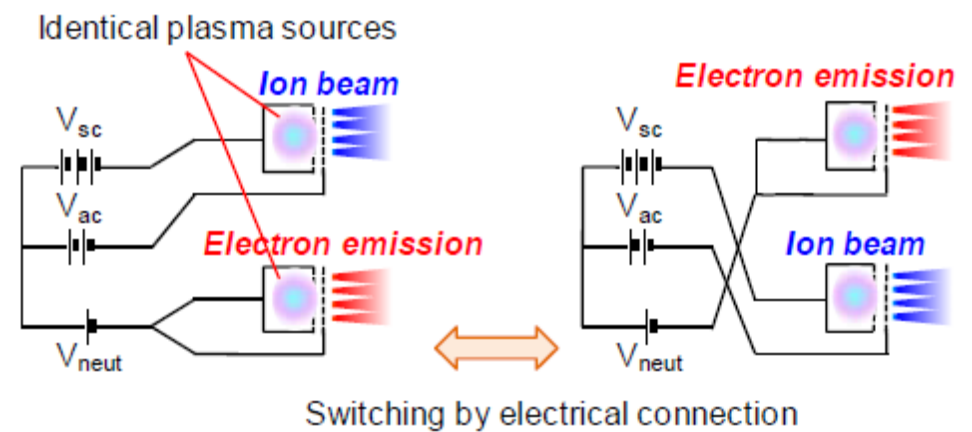 Identical plasma sources
Ion beam
Vsc
Vac
Electron emission
Vneut
Electron emission
Vsc
Vac
Ion beam
Vneut
Switching by electrical connection